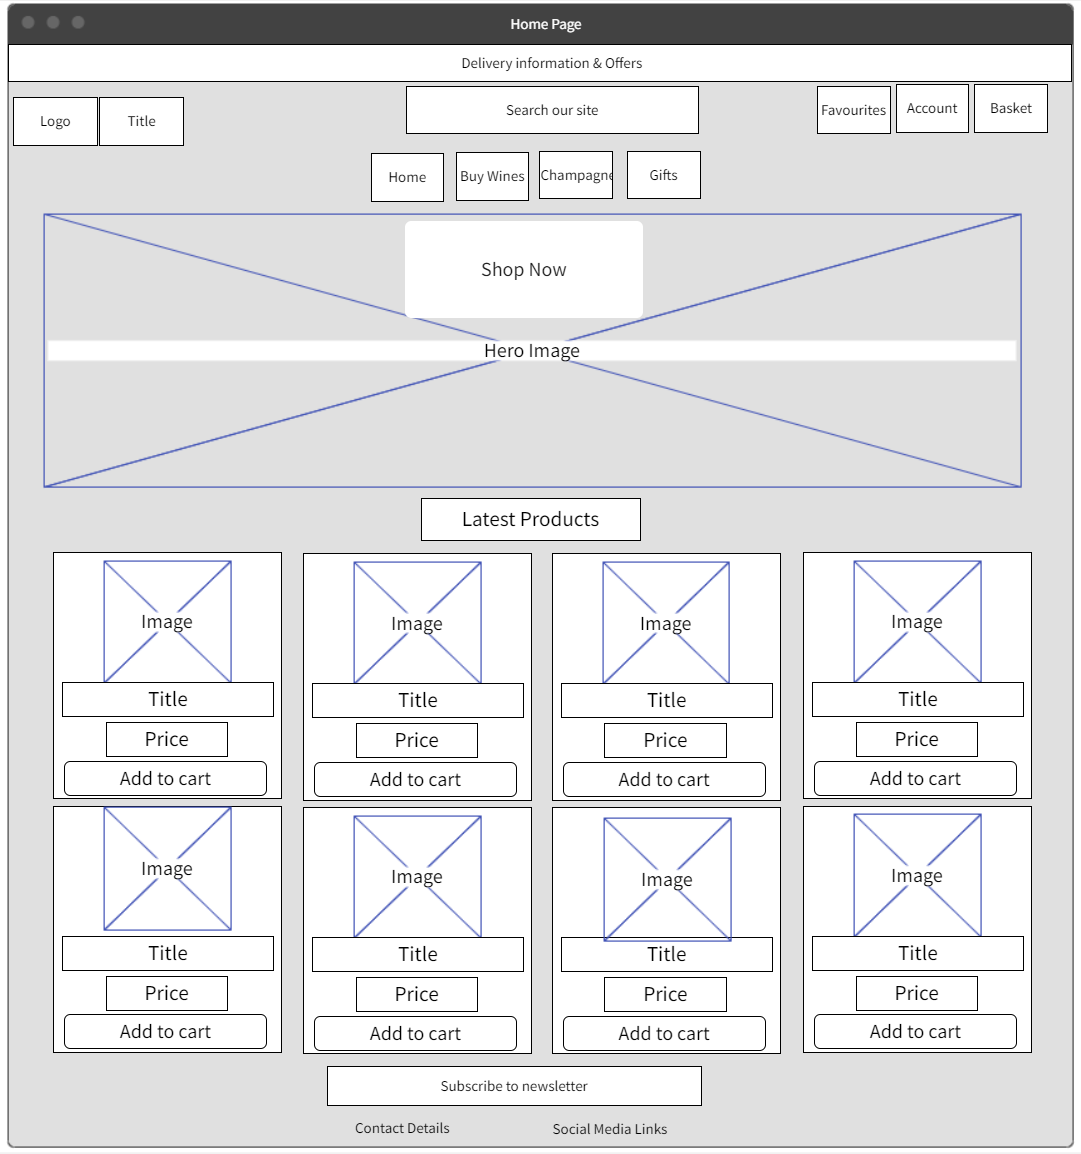 Home Page
Delivery information & Offers
Logo
Title
Search our site
Favourites
Account
Basket
Home
Buy Wines
Champagne
Gifts
Shop Now
Hero Image
Latest Products
Image
Image
Image
Image
Title
Title
Title
Title
Price
Price
Price
Price
Add to cart
Add to cart
Add to cart
Add to cart
Image
Image
Image
Image
Title
Title
Title
Title
Price
Price
Price
Price
Add to cart
Add to cart
Add to cart
Add to cart
Subscribe to newsletter
Contact Details
Social Media Links